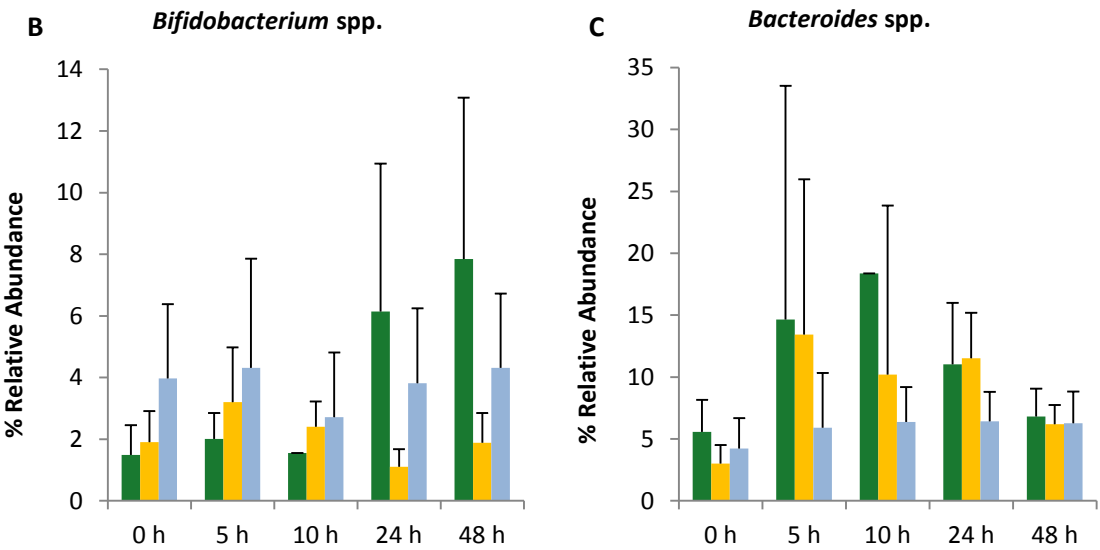 B
Bifidobacterium spp.
% Relative Abundance
14
12
10
8
6
4
2
0
0 h 5 h 10 h 24 h 48 h
C
Bacteroides spp.
% Relative Abundance
35
30
25
20
15
10
5
0
0 h 5 h 10 h 24 h 48 h